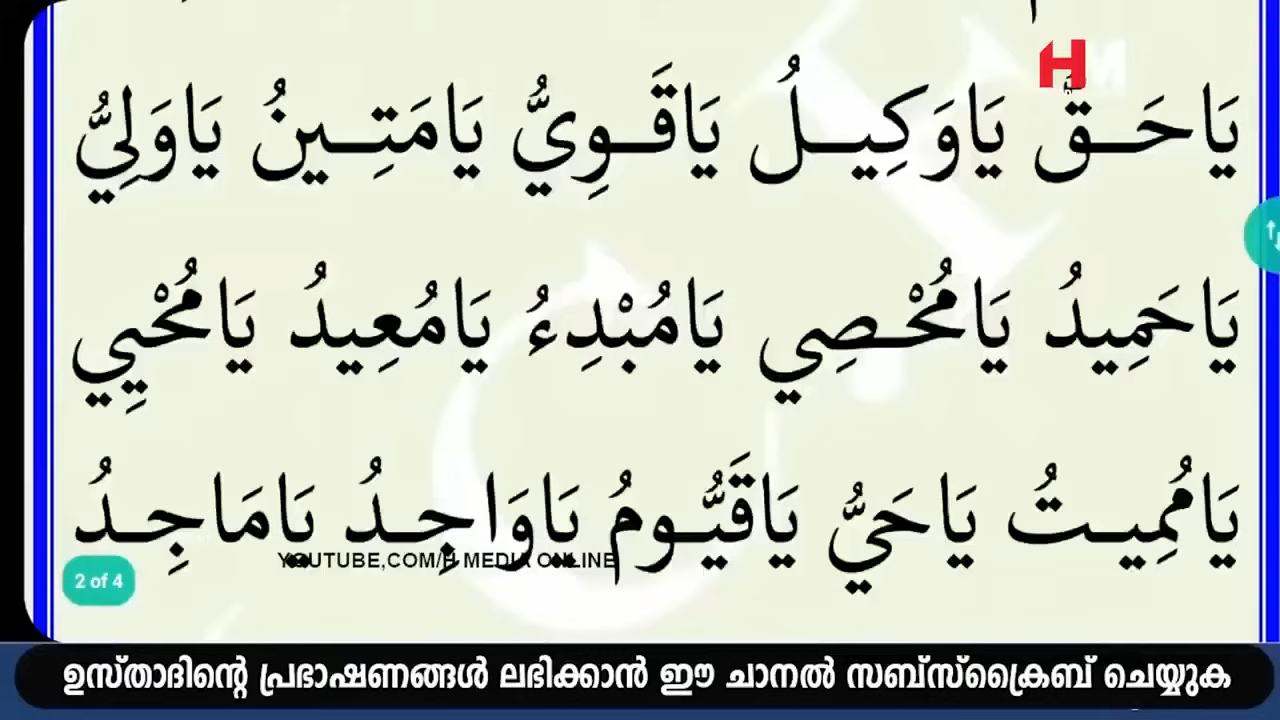 HM
يَاحَـقُّ يَاوَكِيـلُ يَاقَـوِيُّ يَامَتِـينُ يَاوَلِيُّ
يَاحَمِيدُ يَامُحْـصِي يَامُبْدِءُ يَامُعِيدُ يَامُحْيِي
يَامُمِيـتُ يَاحَيُّ يَاقَيُّـومُ يَاوَاجِـدُ يَامَاجِـدُ
YOUTUBE,COM/H MEDIA ONLINE
2 of 4
ഉസ്താദിന്റെ പ്രഭാഷണങ്ങൾ ലഭിക്കാൻ ഈ ചാനൽ സബ്സ്ക്രൈബ് ചെയ്യുക